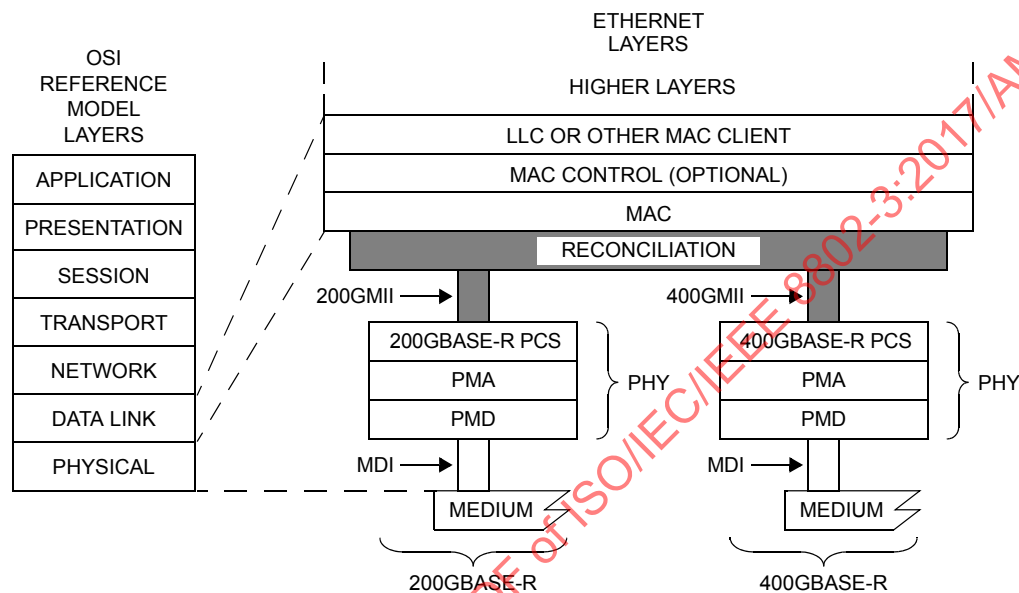 ETHERNET
LAYERS
OSI
REFERENCE
MODEL
LAYERS
HIGHER LAYERS
LLC OR OTHER MAC CLIENT
MAC CONTROL (OPTIONAL)
MAC
RECONCILIATION
APPLICATION
PRESENTATION
SESSION
TRANSPORT
NETWORK
DATA LINK
PHYSICAL
200GMII
400GMII
200GBASE-R PCS
PMA
PMD
PHY
400GBASE-R PCS
PMA
PMD
PHY
MDI
MDI
MEDIUM
MEDIUM
200GBASE-R
400GBASE-R
of ISO/IEC/IEEE 8802-3:2017/AM